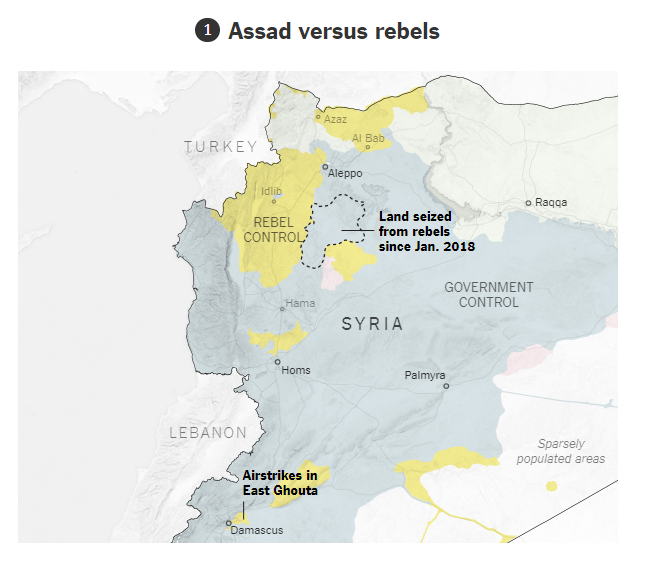 1 Assad versus rebels
Azaz
TURKEY
Al Bab
Aleppo
Idlib
Raqqa
Land seized
from rebels
since Jan. 2018
REBEL
CONTROL
GOVERNMENT
CONTROL
Hama
SYRIA
Homs
Palmyra
LEBANON
Sparsely
populated areas
Airstrikes in
East Ghouta
Damascus